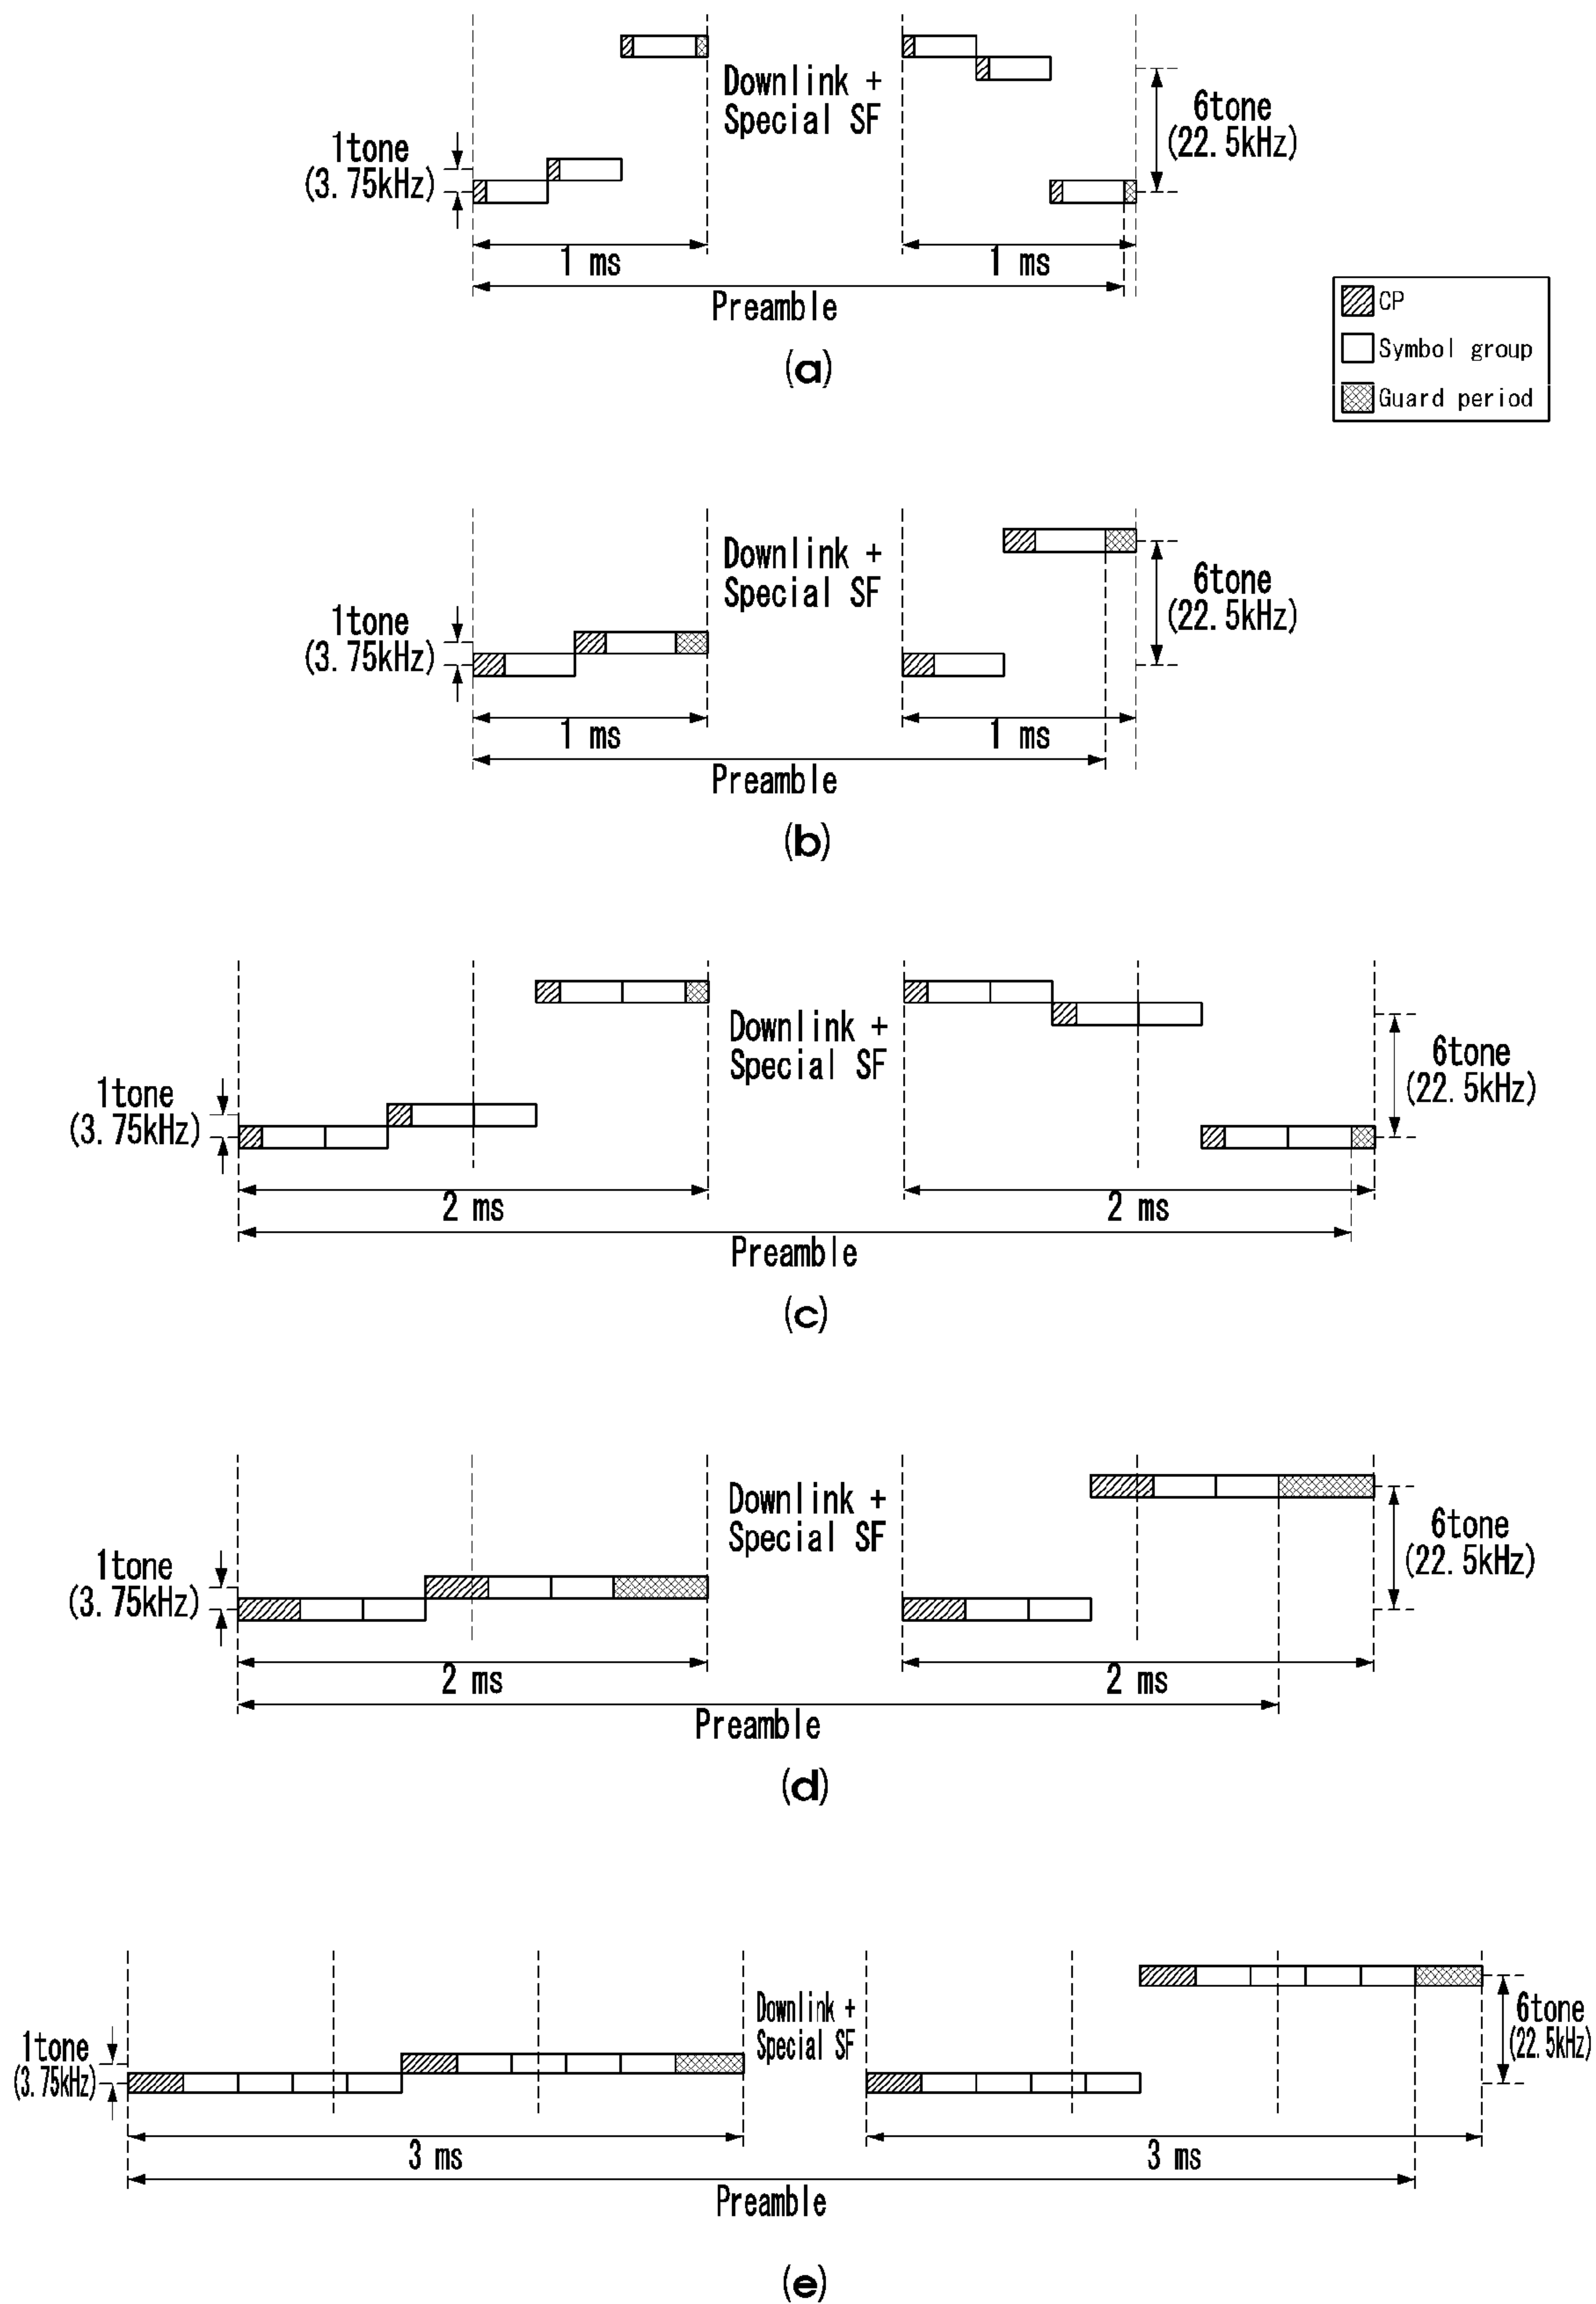 Downlink +
Special SF
1tone
(3.75kHz)
6tone
(22.5kHz)
1 ms
1 ms
Preamble
(a)
CP
Symbol group
Guard period
Downlink +
Special SF
1tone
(3.75kHz)
6tone
(22.5kHz)
1 ms
1 ms
Preamble
(b)
Downlink +
Special SF
1tone
(3.75kHz)
6tone
(22.5kHz)
2 ms
2 ms
Preamble
(c)
Downlink +
Special SF
1tone
(3.75kHz)
6tone
(22.5kHz)
2 ms
2 ms
Preamble
(d)
Downlink +
Special SF
1tone
(3.75kHz)
6tone
(22.5kHz)
3 ms
3 ms
Preamble
(e)